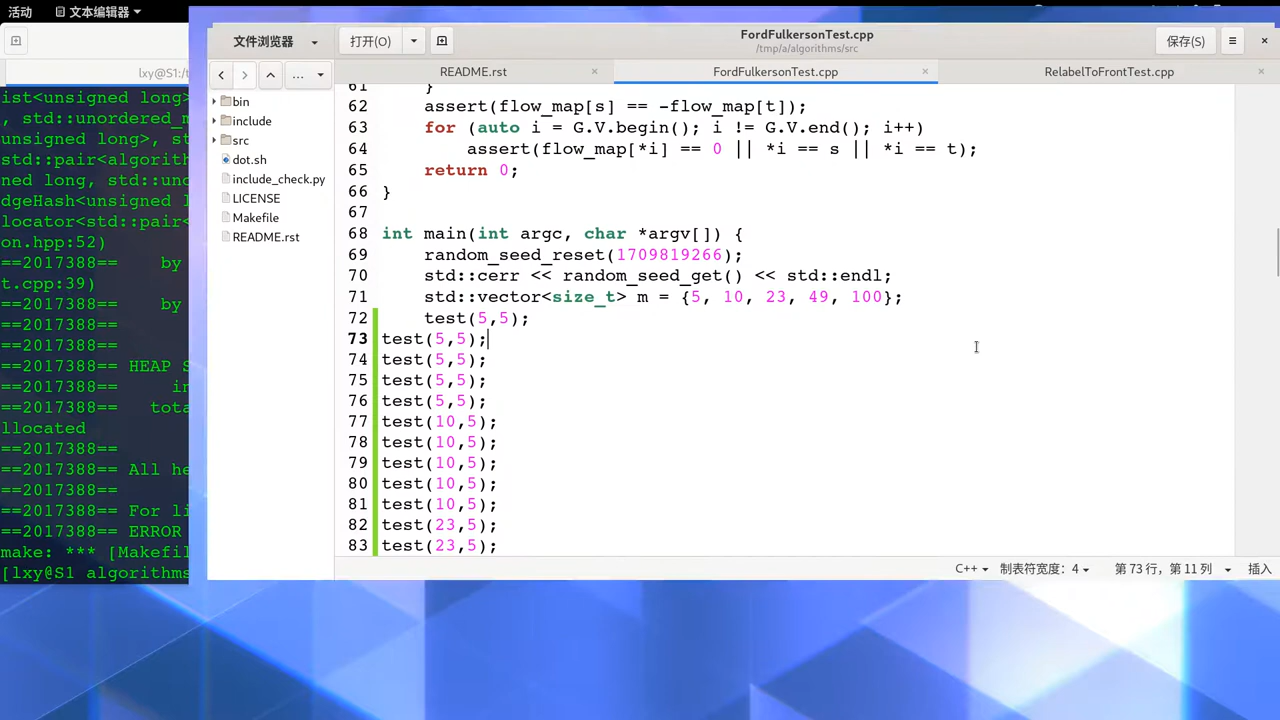 活动
文本编辑器
lxy@S1:/t
ist<unsigned long>
, std::unordered_m
unsigned long>, st
std::pair<algorith
ned long, std::uno
dgeHash<unsigned l
locator<std::pair<
on.hpp:52)
==2017388==    by
t.cpp:39)
==2017388==    by
==2017388==
==2017388==
==2017388== HEAP S
==2017388==     in
==2017388==   tota
llocated
==2017388==
==2017388== All he
==2017388==
==2017388== For li
==2017388== ERROR
make: *** [Makefil
[lxy@S1 algorithms
文件浏览器
打开(O)
FordFulkersonTest.cpp
/tmp/a/algorithms/src
保存(S)
...
README.rst
FordFulkersonTest.cpp
RelabelToFrontTest.cpp
bin
include
src
dot.sh
include_check.py
LICENSE
Makefile
README.rst
61    }
62    assert(flow_map[s] == -flow_map[t]);
63    for (auto i = G.V.begin(); i != G.V.end(); i++)
64        assert(flow_map[*i] == 0 || *i == s || *i == t);
65    return 0;
66 }
67
68 int main(int argc, char *argv[]) {
69    random_seed_reset(1709819266);
70    std::cerr << random_seed_get() << std::endl;
71    std::vector<size_t> m = {5, 10, 23, 49, 100};
72    test(5,5);
73 test(5,5);
74 test(5,5);
75 test(5,5);
76 test(5,5);
77 test(10,5);
78 test(10,5);
79 test(10,5);
80 test(10,5);
81 test(10,5);
82 test(23,5);
83 test(23,5);
C++
制表符宽度：4
第 73 行，第 11 列
插入